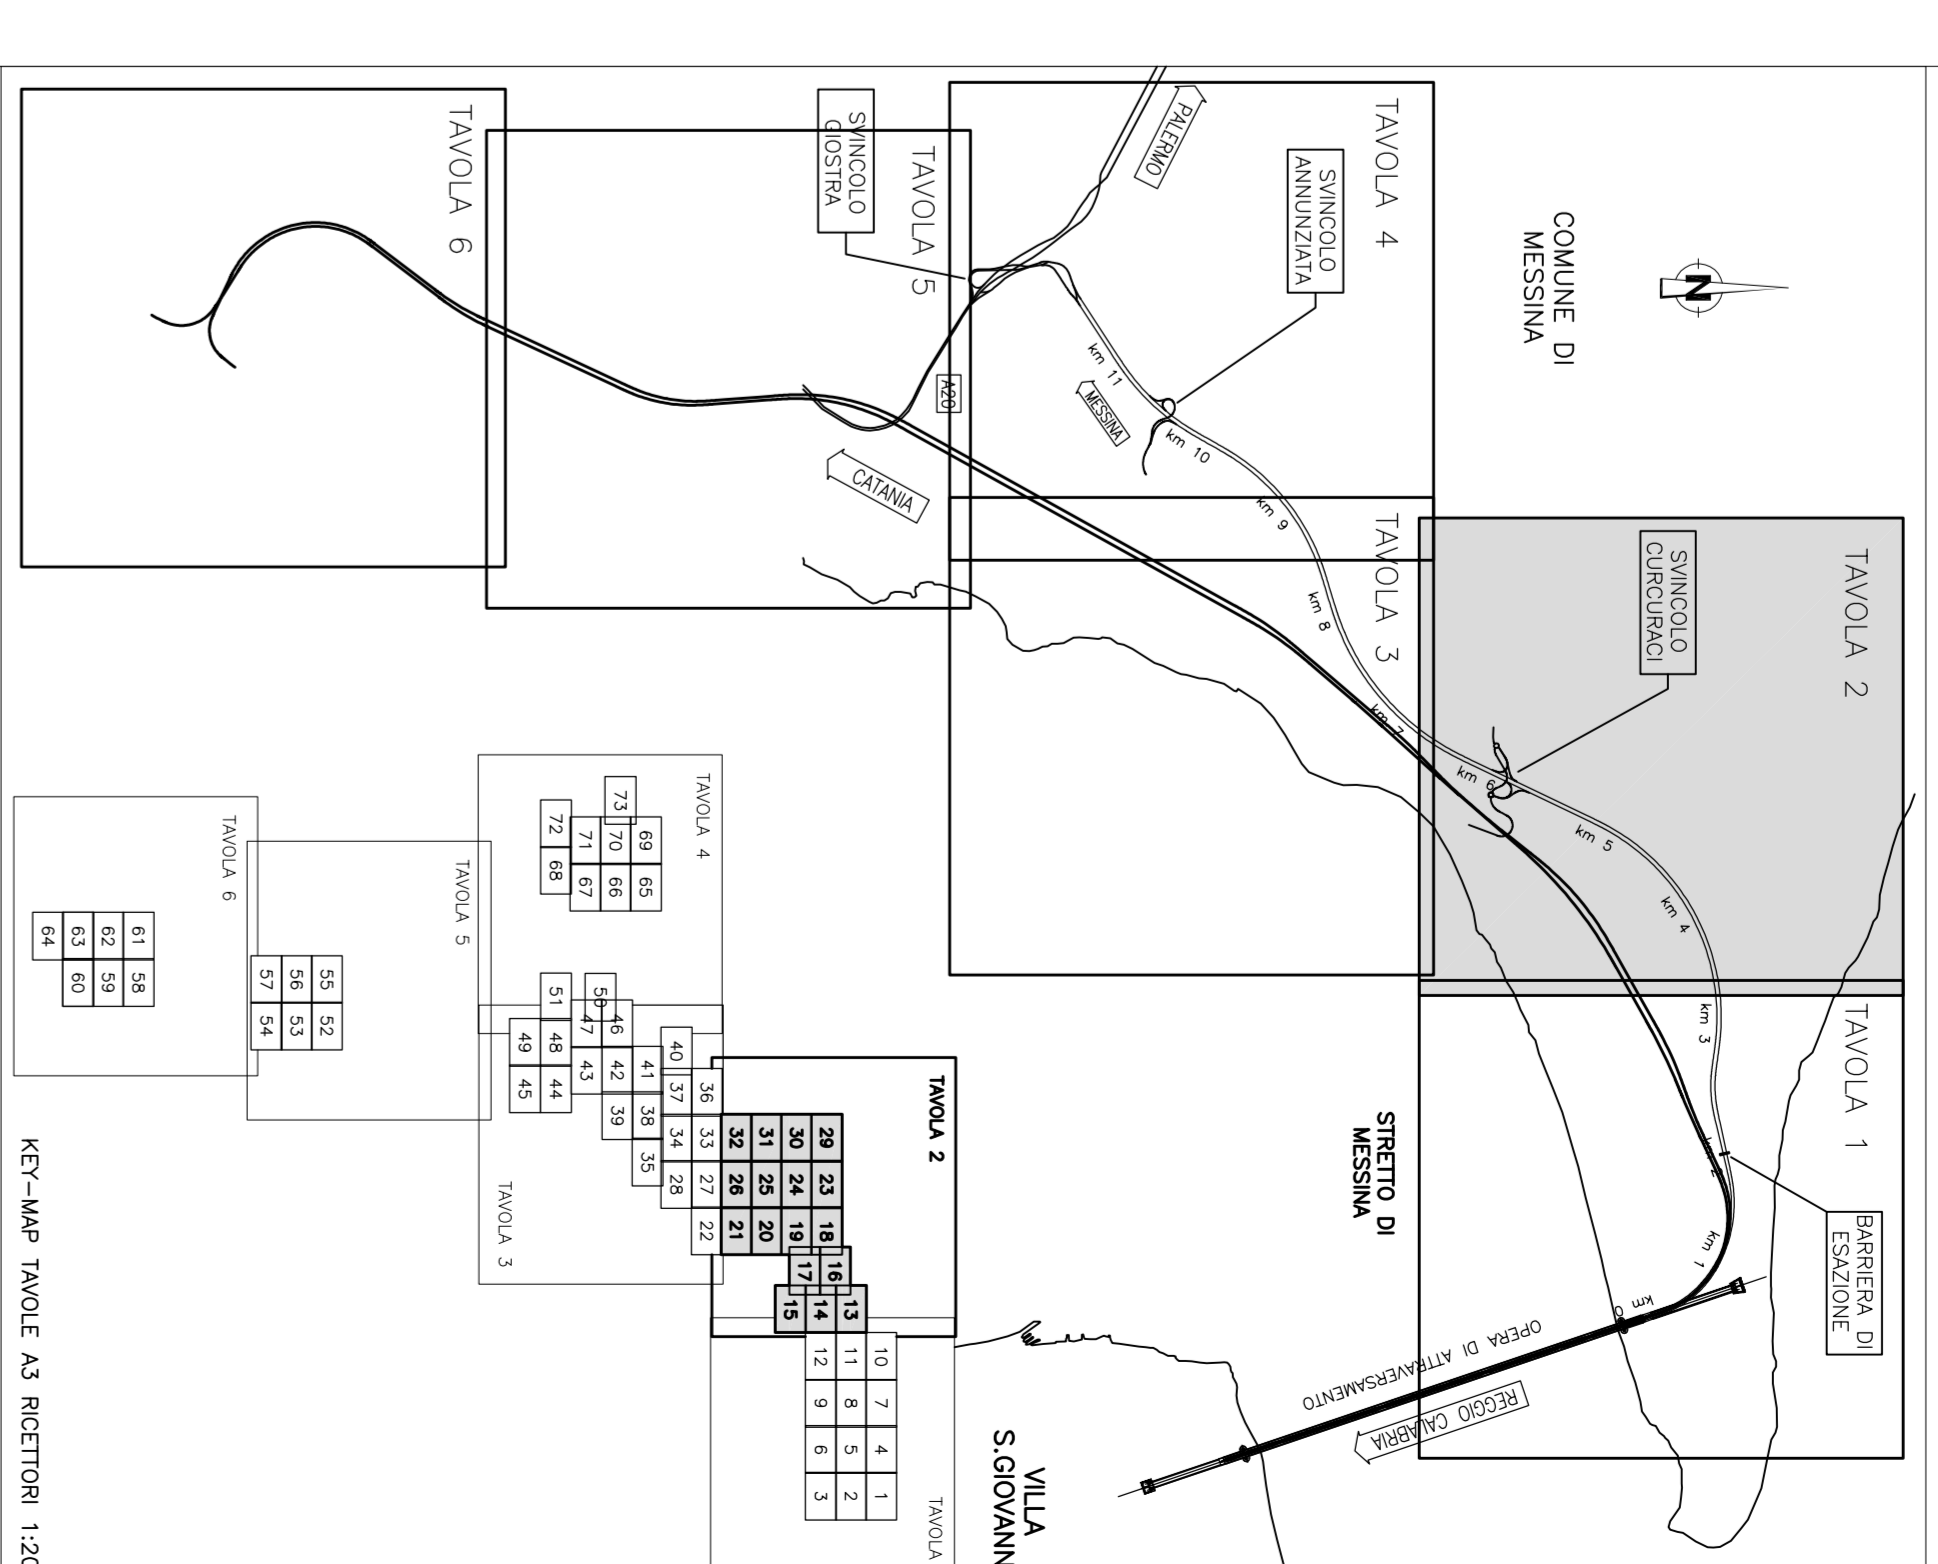 COMUNE DI
MESSINA
N
TAVOLA 1
TAVOLA 2
TAVOLA 3
TAVOLA 4
TAVOLA 5
TAVOLA 6
BARRIERA DI
ESAZIONE
SVINCOLO
CURCURACI
SVINCOLO
ANNUNZIATA
SVINCOLO
GIOSTRA
PALERMO
MESSINA
CATANIA
A20
REGGIO CALABRIA
OPERA DI ATTRAVERSAMENTO
km 0
km 1
km 2
km 3
km 4
km 5
km 6
km 7
km 8
km 9
km 10
km 11
STRETTO DI
MESSINA
VILLA
S.GIOVANN
TAVOLA 4
73
69 65
70 66
71 67
72 68
TAVOLA 5
55 52
56 53
57 54
TAVOLA 6
61 58
62 59
63 60
64
TAVOLA 3
36 33 27 22
40 37 34 28
41 38 35
46 42 39
50 47 43
51 48 44
49 45
TAVOLA 2
29 23 18
30 24 19
31 25 20
32 26 21
16 17
13 14 15
TAVOLA
10 7 4 1
11 8 5 2
12 9 6 3
KEY-MAP TAVOLE A3 RICETTORI 1:20